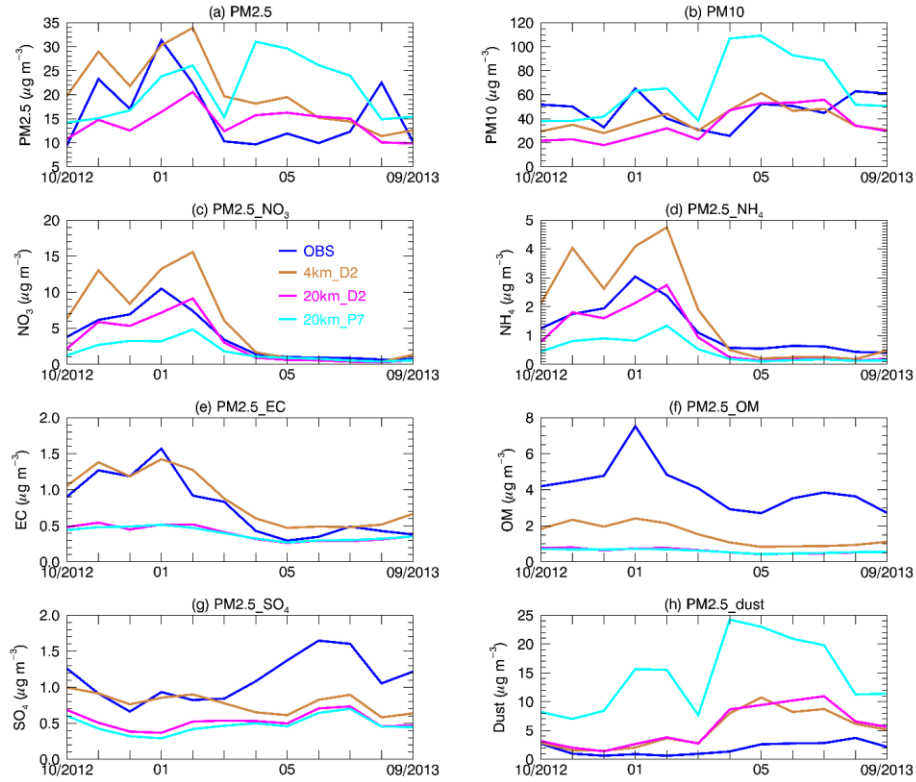 (a) PM2.5
35
30
25
20
15
10
5
PM2.5 (μg m⁻³)
10/2012 01 05 09/2013
(b) PM10
120
100
80
60
40
20
0
PM10 (μg m⁻³)
10/2012 01 05 09/2013
(c) PM2.5_NO₃
20
15
10
5
0
NO₃ (μg m⁻³)
OBS
4km_D2
20km_D2
20km_P7
10/2012 01 05 09/2013
(d) PM2.5_NH₄
5
4
3
2
1
0
NH₄ (μg m⁻³)
10/2012 01 05 09/2013
(e) PM2.5_EC
2.0
1.5
1.0
0.5
0.0
EC (μg m⁻³)
10/2012 01 05 09/2013
(f) PM2.5_OM
8
6
4
2
0
OM (μg m⁻³)
10/2012 01 05 09/2013
(g) PM2.5_SO₄
2.0
1.5
1.0
0.5
0.0
SO₄ (μg m⁻³)
10/2012 01 05 09/2013
(h) PM2.5_dust
25
20
15
10
5
0
Dust (μg m⁻³)
10/2012 01 05 09/2013